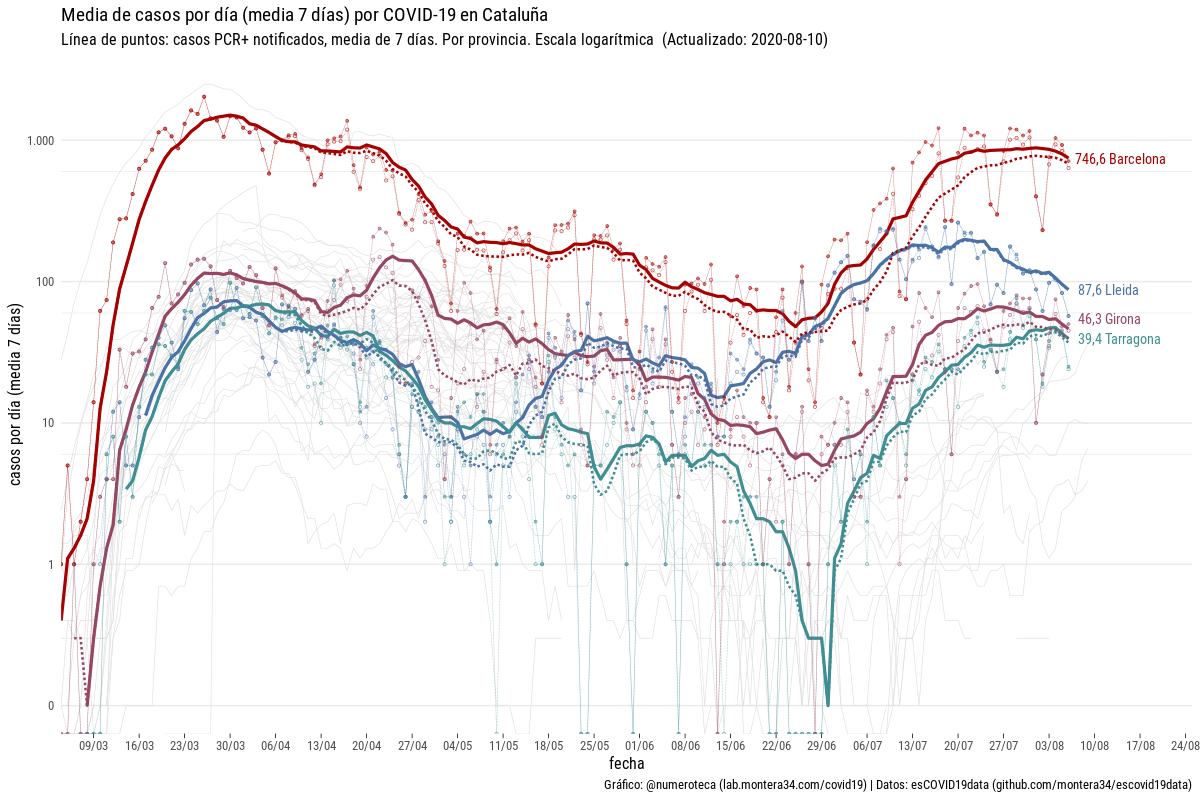 Media de casos por día (media 7 días) por COVID-19 en Cataluña
Línea de puntos: casos PCR+ notificados, media de 7 días. Por provincia. Escala logarítmica  (Actualizado: 2020-08-10)
casos por día (media 7 días)
1.000
100
10
1
0
746,6 Barcelona
87,6 Lleida
46,3 Girona
39,4 Tarragona
09/03 16/03 23/03 30/03 06/04 13/04 20/04 27/04 04/05 11/05 18/05 25/05 01/06 08/06 15/06 22/06 29/06 06/07 13/07 20/07 27/07 03/08 10/08 17/08 24/08
fecha
Gráfico: @numeroteca (lab.montera34.com/covid19) | Datos: esCOVID19data (github.com/montera34/escovid19data)